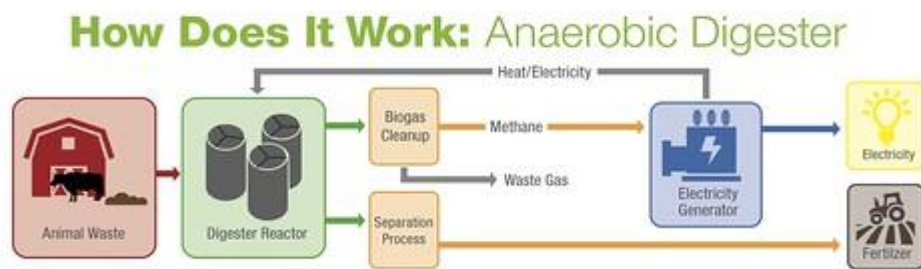 How Does It Work: Anaerobic Digester
Heat/Electricity
Biogas
Cleanup
Methane
Waste Gas
Electricity
Animal Waste
Digester Reactor
Separation
Process
Electricity
Generator
Fertilzer